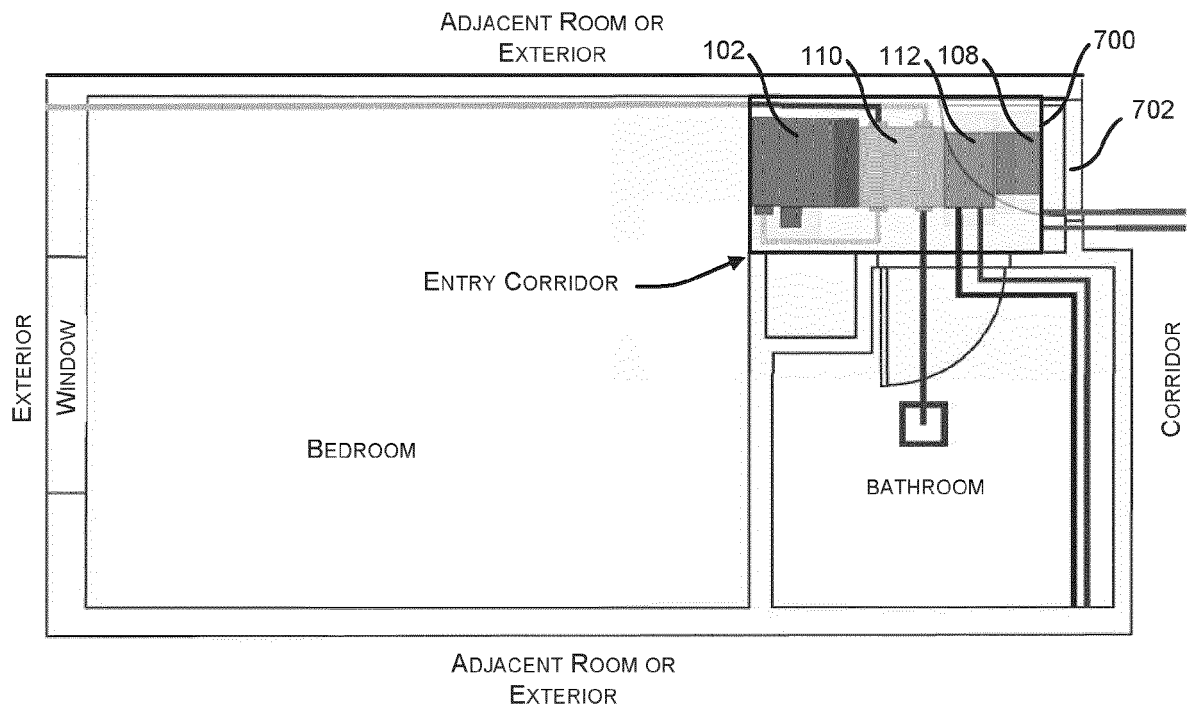 ADJACENT ROOM OR
EXTERIOR
102
110
112
108
700
702
ENTRY CORRIDOR
EXTERIOR
WINDOW
CORRIDOR
BEDROOM
BATHROOM
ADJACENT ROOM OR
EXTERIOR